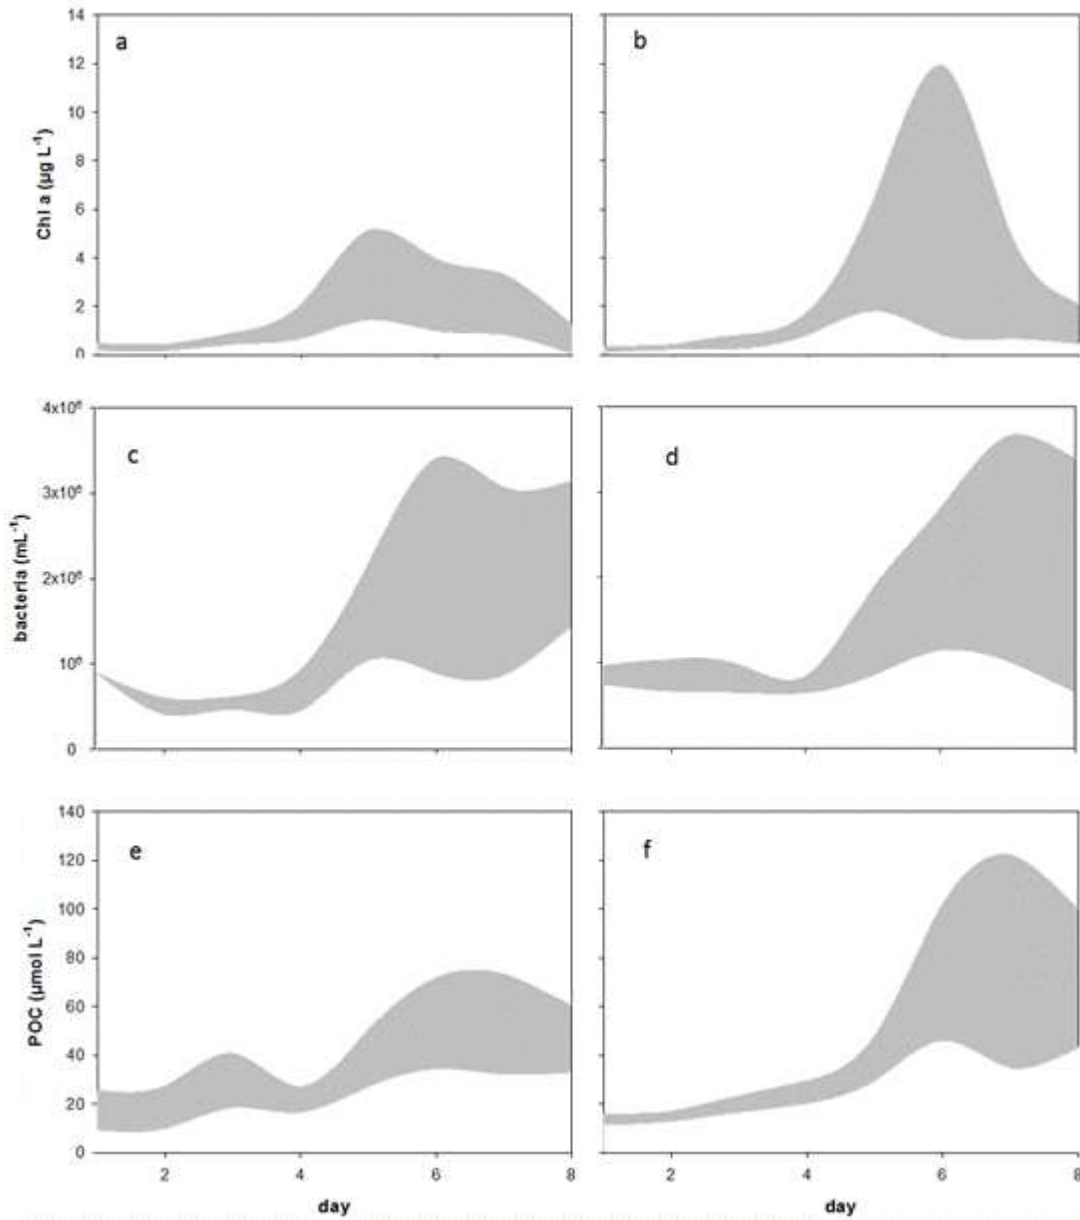 14
12
10
8
6
4
2
0
Chl a (µg L⁻¹)
a
b
4x10⁶
3x10⁶
2x10⁶
10⁶
0
bacteria (mL⁻¹)
c
d
140
120
100
80
60
40
20
0
POC (µmol L⁻¹)
e
f
2 4 6 8
2 4 6 8
day
day